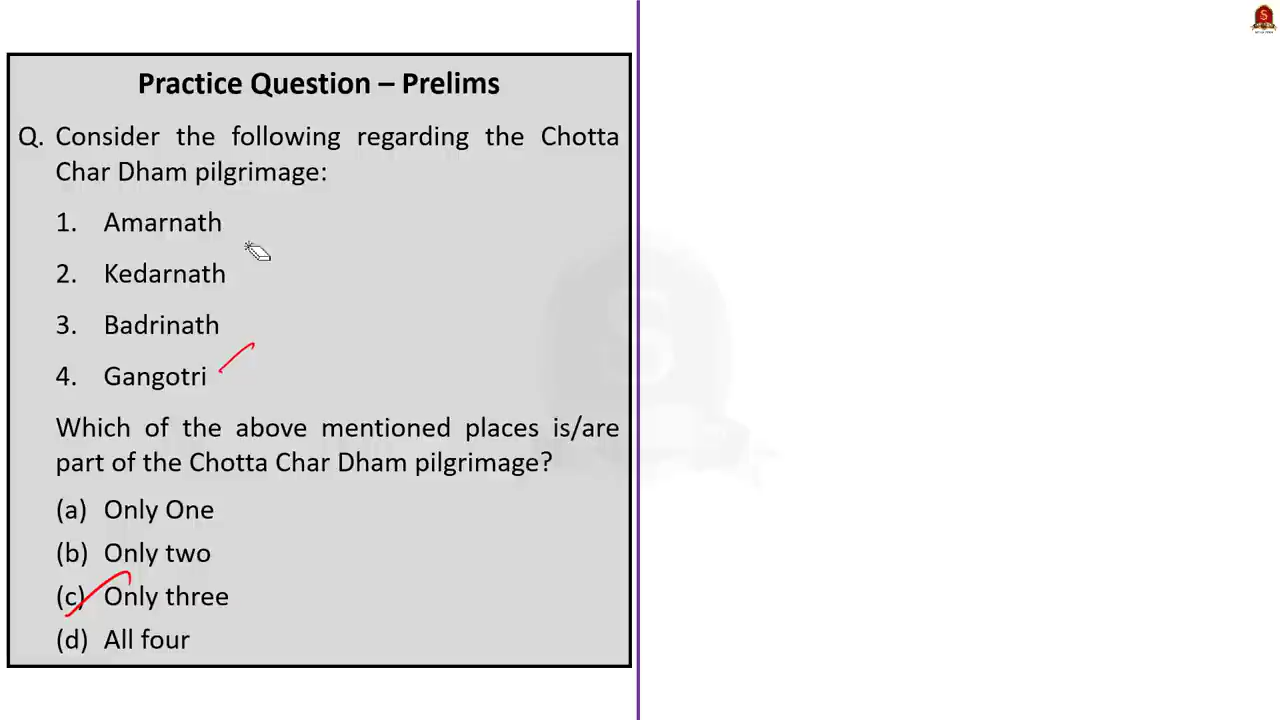 Practice Question – Prelims
Q. Consider the following regarding the Chotta
Char Dham pilgrimage:
1. Amarnath
2. Kedarnath
3. Badrinath
4. Gangotri
Which of the above mentioned places is/are
part of the Chotta Char Dham pilgrimage?
(a) Only One
(b) Only two
(c) Only three
(d) All four
S